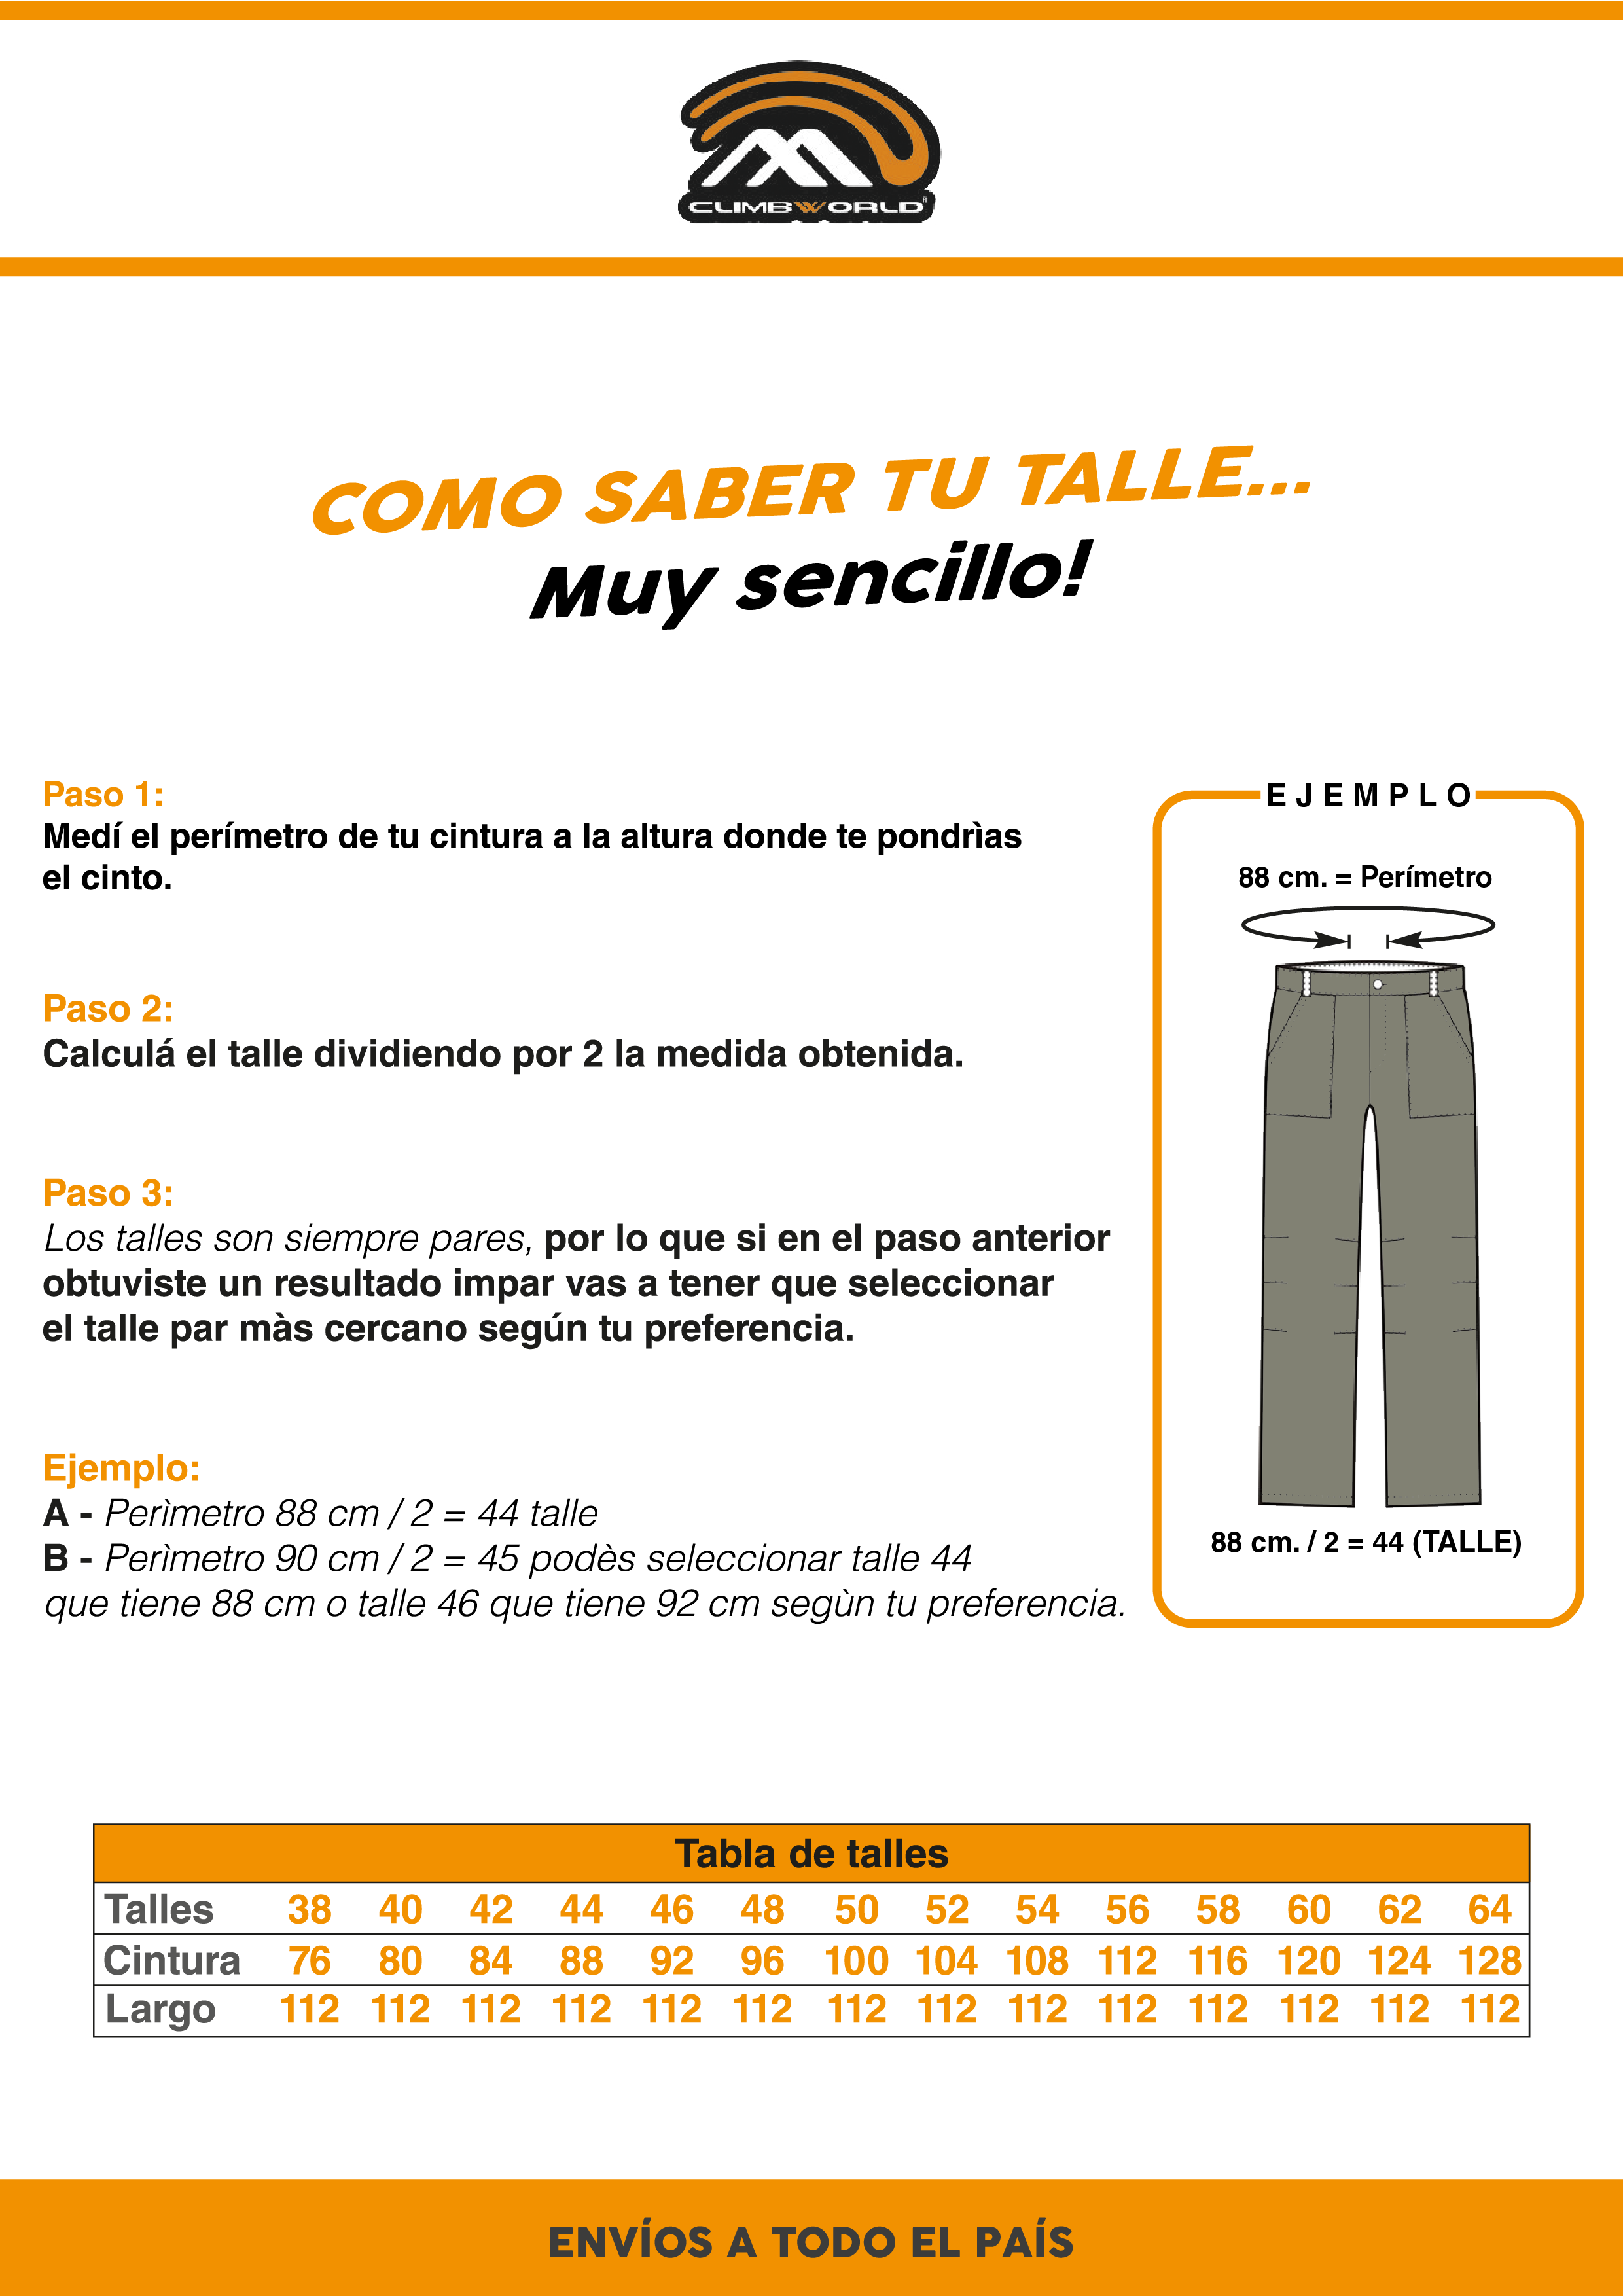 CLIMBWORLD
COMO SABER TU TALLE...
Muy sencillo!
Paso 1:
Medí el perímetro de tu cintura a la altura donde te pondrìas
el cinto.
Paso 2:
Calculá el talle dividiendo por 2 la medida obtenida.
Paso 3:
Los talles son siempre pares, por lo que si en el paso anterior
obtuviste un resultado impar vas a tener que seleccionar
el talle par màs cercano según tu preferencia.
Ejemplo:
A - Perìmetro 88 cm / 2 = 44 talle
B - Perìmetro 90 cm / 2 = 45 podès seleccionar talle 44
que tiene 88 cm o talle 46 que tiene 92 cm segùn tu preferencia.
EJEMPLO
88 cm. = Perímetro
88 cm. / 2 = 44 (TALLE)
Tabla de talles
Talles 38 40 42 44 46 48 50 52 54 56 58 60 62 64
Cintura 76 80 84 88 92 96 100 104 108 112 116 120 124 128
Largo 112 112 112 112 112 112 112 112 112 112 112 112 112 112
ENVÍOS A TODO EL PAÍS